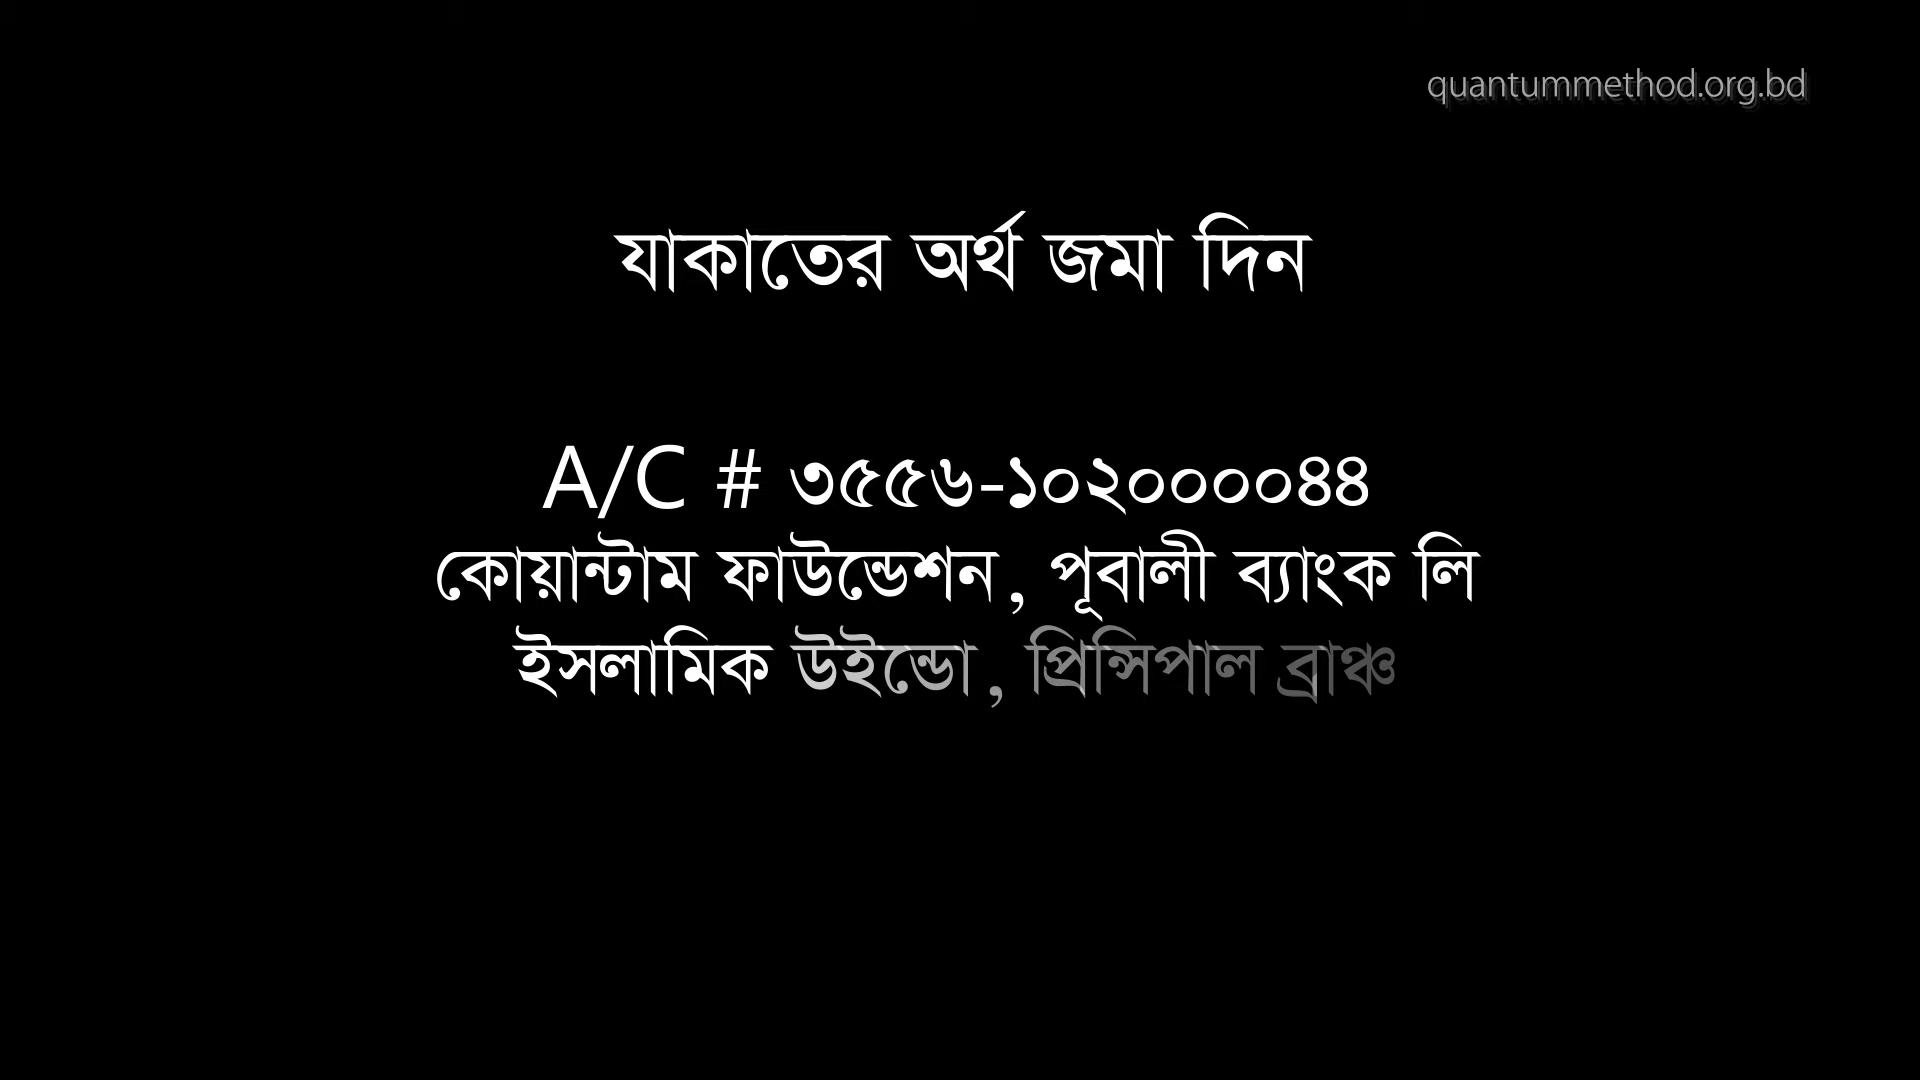 quantummethod.org.bd
যাকাতের অর্থ জমা দিন
A/C # ৩৫৫৬-১০২০০০০৪৪
কোয়ান্টাম ফাউন্ডেশন, পূবালী ব্যাংক লি
ইসলামিক উইন্ডো, প্রিন্সিপাল ব্রাঞ্চ